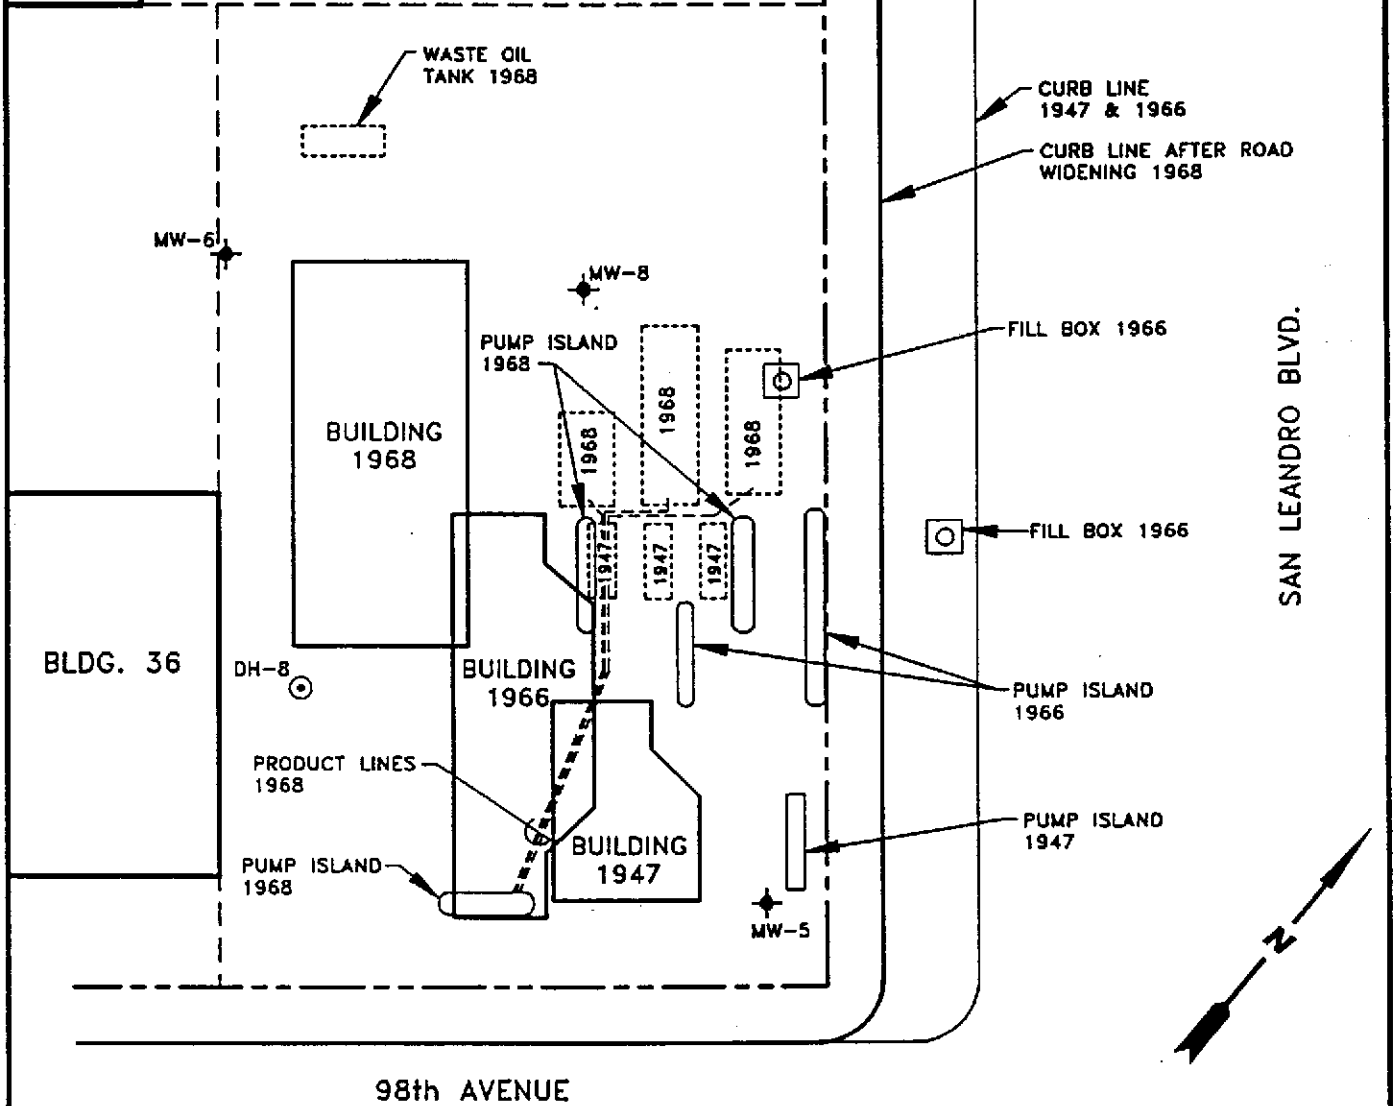 WASTE OIL
TANK 1968
CURB LINE
1947 & 1966
CURB LINE AFTER ROAD
WIDENING 1968
MW-6
MW-8
FILL BOX 1966
PUMP ISLAND
1968
SAN LEANDRO BLVD.
1968
1968
1968
BUILDING
1968
FILL BOX 1966
1947
1947
1947
BLDG. 36
DH-8
BUILDING
1966
PUMP ISLAND
1966
PRODUCT LINES
1968
PUMP ISLAND
1947
BUILDING
1947
PUMP ISLAND
1968
MW-5
N
98th AVENUE